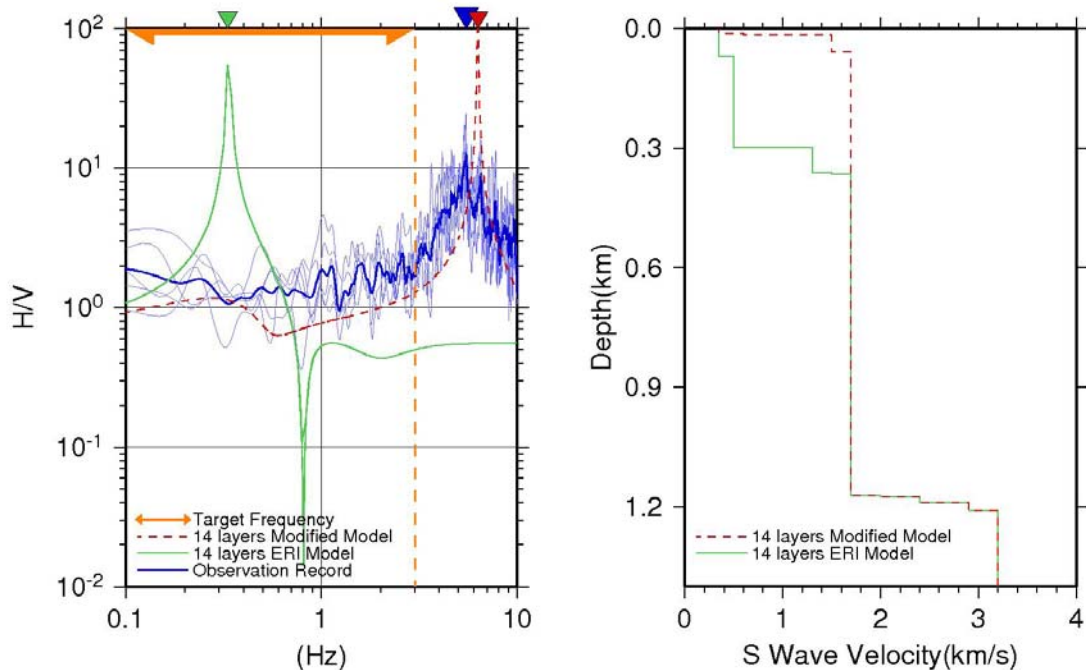 H/V
10²
10¹
10⁰
10⁻¹
10⁻²
Target Frequency
14 layers Modified Model
14 layers ERI Model
Observation Record
0.1
1
10
(Hz)
Depth(km)
0.0
0.3
0.6
0.9
1.2
14 layers Modified Model
14 layers ERI Model
0
1
2
3
4
S Wave Velocity(km/s)